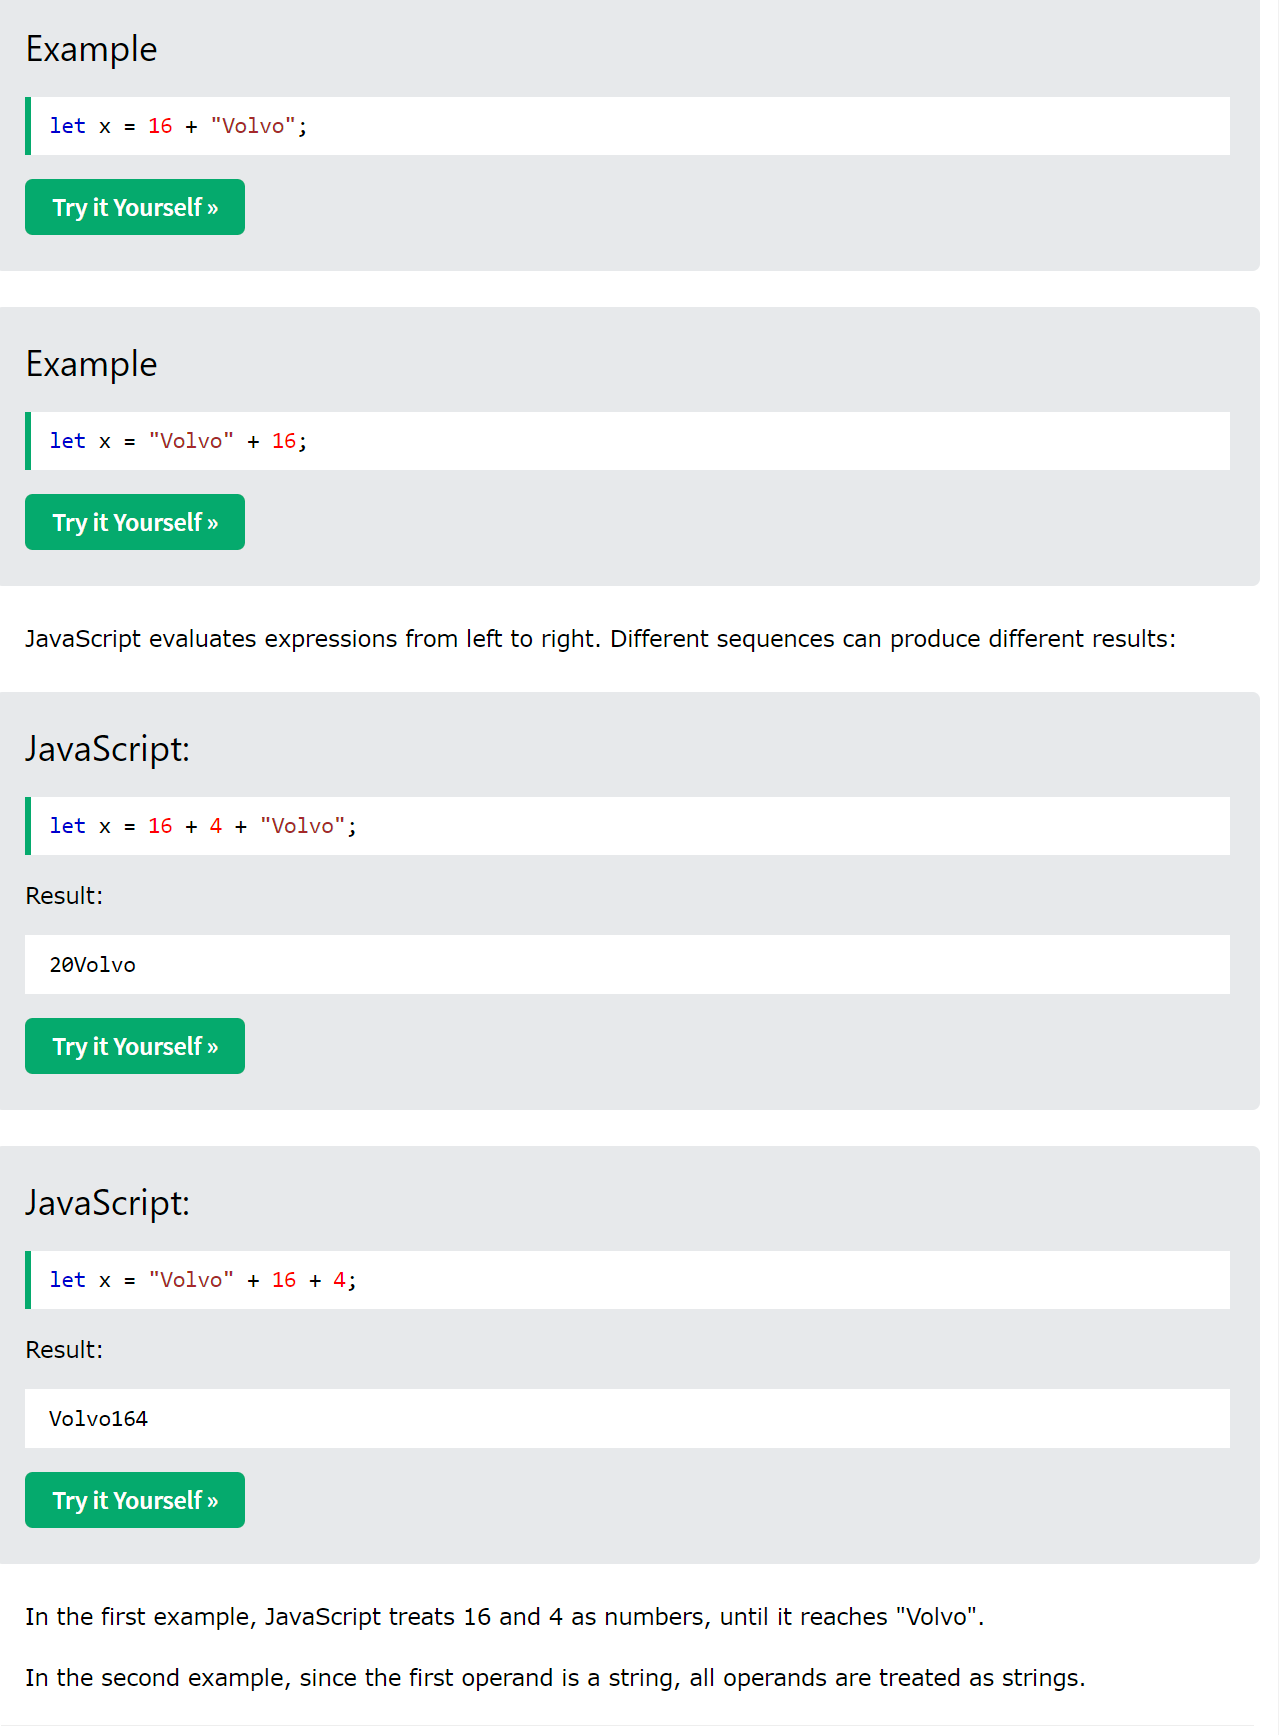 Example
let x = 16 + "Volvo";
Try it Yourself »
Example
let x = "Volvo" + 16;
Try it Yourself »
JavaScript evaluates expressions from left to right. Different sequences can produce different results:
JavaScript:
let x = 16 + 4 + "Volvo";
Result:
20Volvo
Try it Yourself »
JavaScript:
let x = "Volvo" + 16 + 4;
Result:
Volvo164
Try it Yourself »
In the first example, JavaScript treats 16 and 4 as numbers, until it reaches "Volvo".
In the second example, since the first operand is a string, all operands are treated as strings.